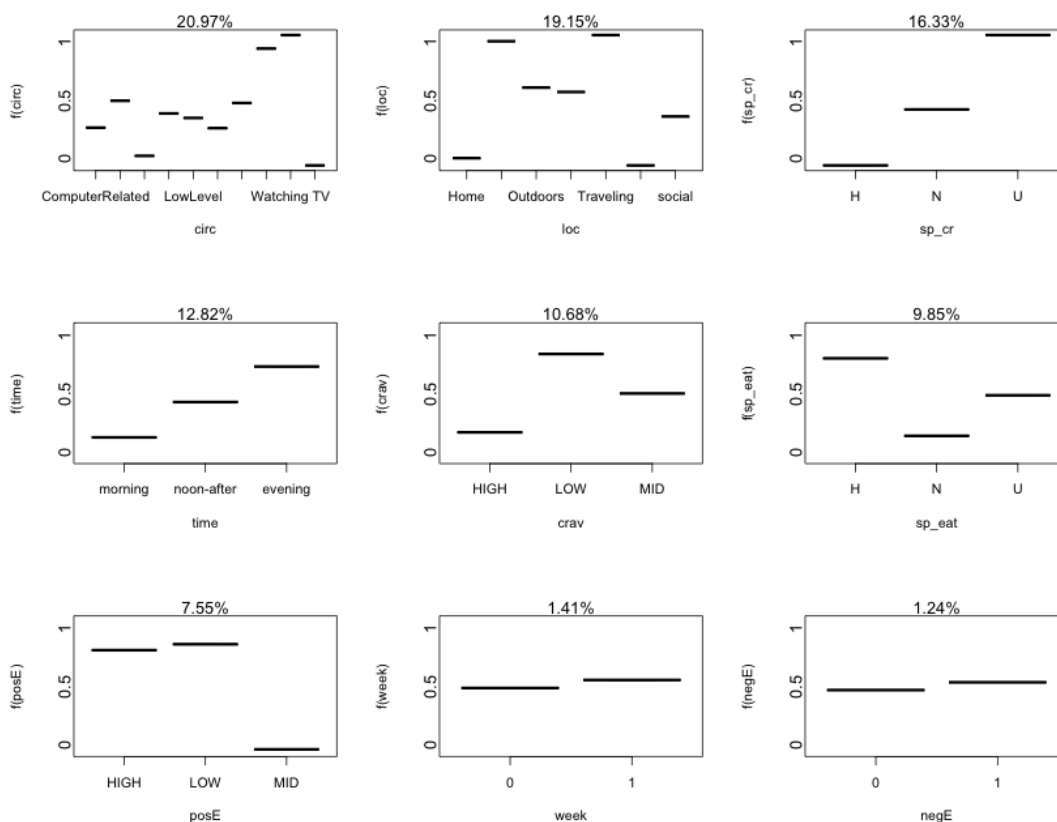 20.97%
f(circ)
1
0.5
0
ComputerRelated LowLevel Watching TV
circ
19.15%
f(loc)
1
0.5
0
Home Outdoors Traveling social
loc
16.33%
f(sp_cr)
1
0.5
0
H N U
sp_cr
12.82%
f(time)
1
0.5
0
morning noon-after evening
time
10.68%
f(crav)
1
0.5
0
HIGH LOW MID
crav
9.85%
f(sp_eat)
1
0.5
0
H N U
sp_eat
7.55%
f(posE)
1
0.5
0
HIGH LOW MID
posE
1.41%
f(week)
1
0.5
0
0 1
week
1.24%
f(negE)
1
0.5
0
0 1
negE